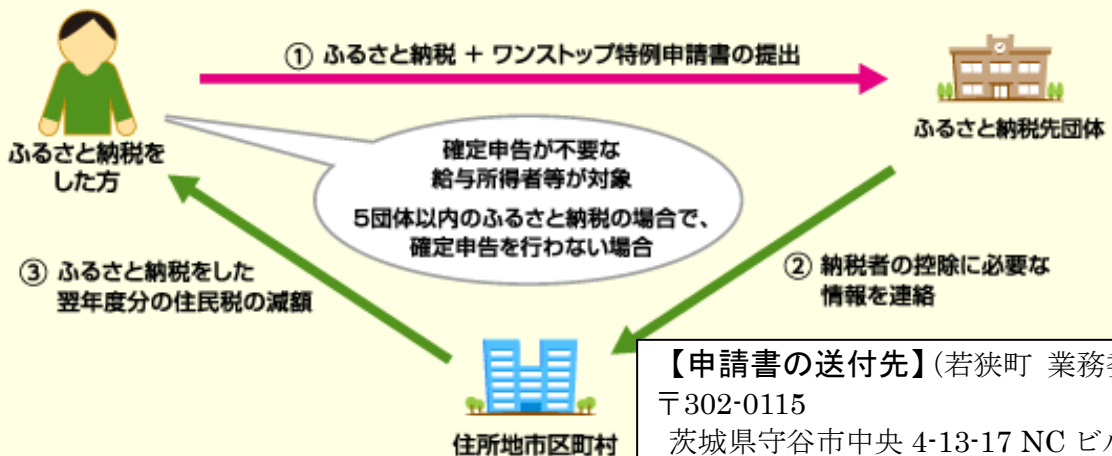 ① ふるさと納税 + ワンストップ特例申請書の提出
ふるさと納税を
した方
ふるさと納税先団体
確定申告が不要な
給与所得者等が対象
5団体以内のふるさと納税の場合で、
確定申告を行わない場合
② 納税者の控除に必要な
情報を連絡
③ ふるさと納税をした
翌年度分の住民税の減額
住所地市区町村
【申請書の送付先】(若狭町 業務
〒302-0115
茨城県守谷市中央 4-13-17 NC ビ